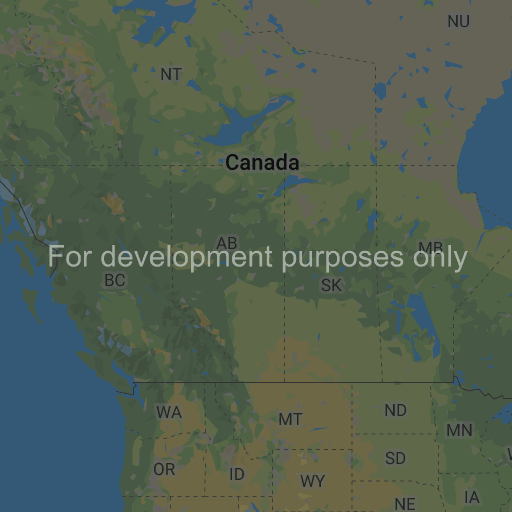 NU
NT
Canada
AB
MB
For development purposes only
BC
SK
WA
MT
ND
MN
OR
ID
WY
SD
NE
IA